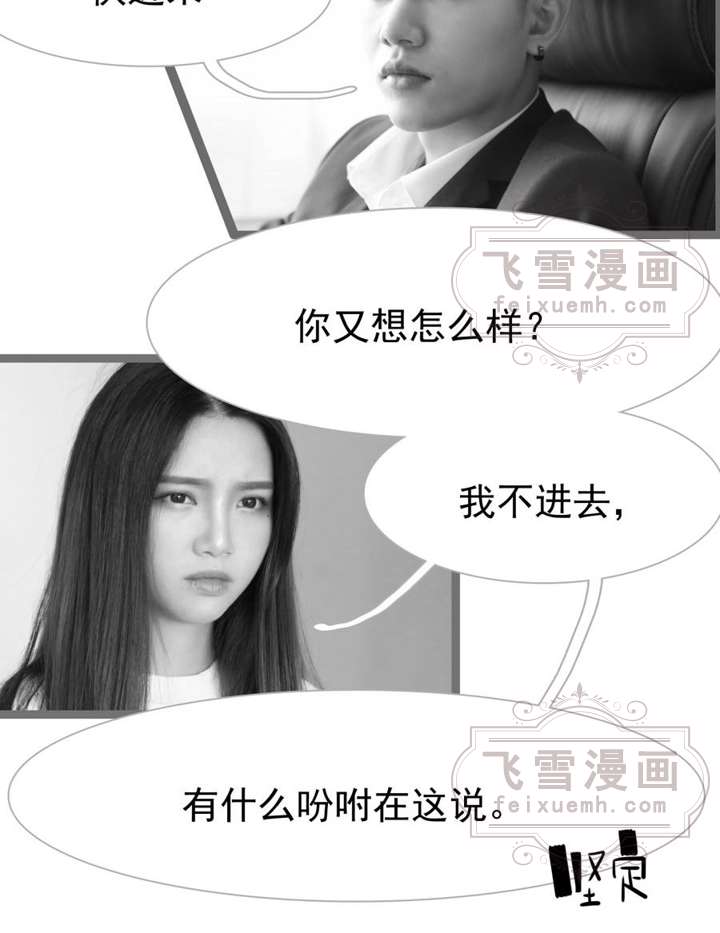 飞雪漫画
feixuemh.com
你又想怎么样？
我不进去，
飞雪漫画
feixuemh.com
有什么吩咐在这说。
坚定